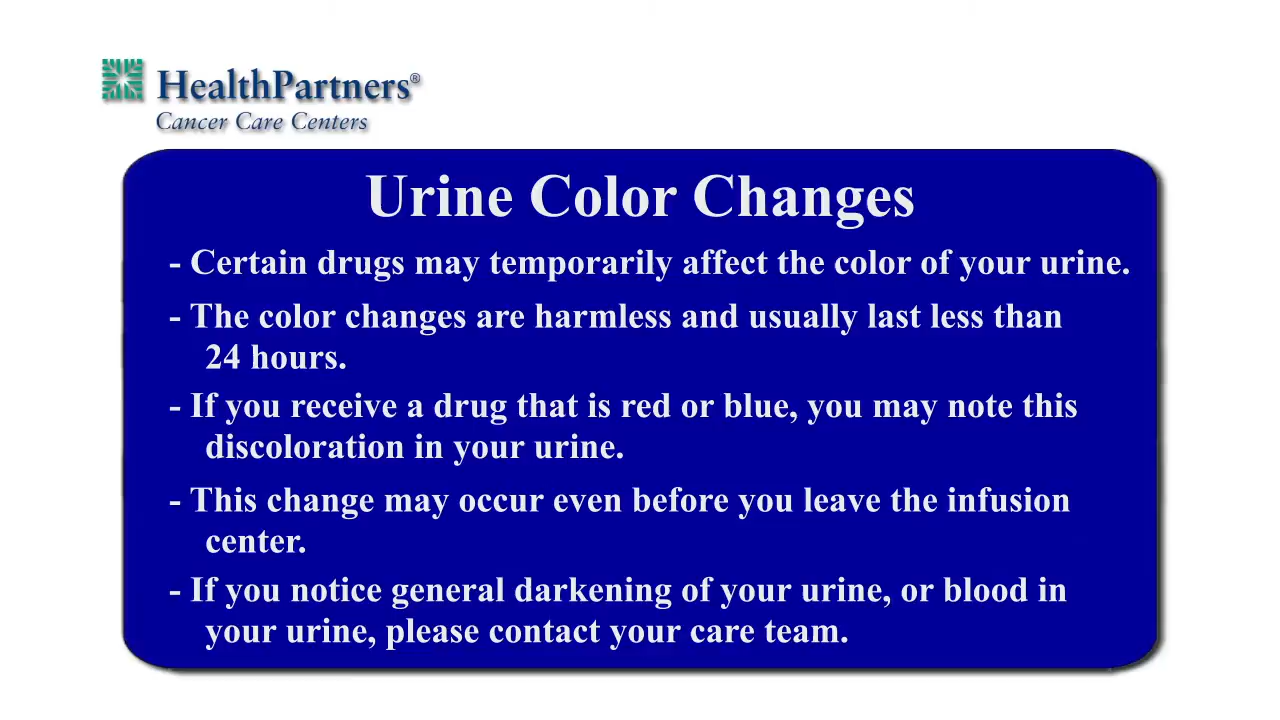 HealthPartners®
Cancer Care Centers
Urine Color Changes
- Certain drugs may temporarily affect the color of your urine.
- The color changes are harmless and usually last less than
24 hours.
- If you receive a drug that is red or blue, you may note this
discoloration in your urine.
- This change may occur even before you leave the infusion
center.
- If you notice general darkening of your urine, or blood in
your urine, please contact your care team.